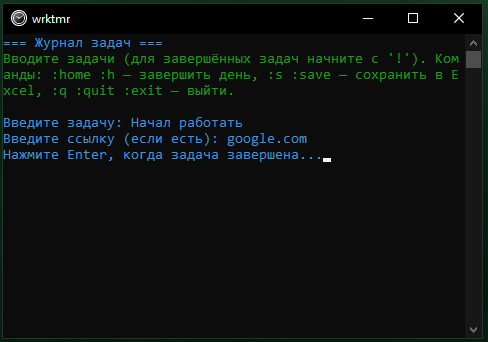 wrktmr
=== Журнал задач ===
Вводите задачи (для завершённых задач начните с '!'). Ком
анды: :home :h — завершить день, :s :save — сохранить в E
xcel, :q :quit :exit — выйти.
Введите задачу: Начал работать
Введите ссылку (если есть): google.com
Нажмите Enter, когда задача завершена...